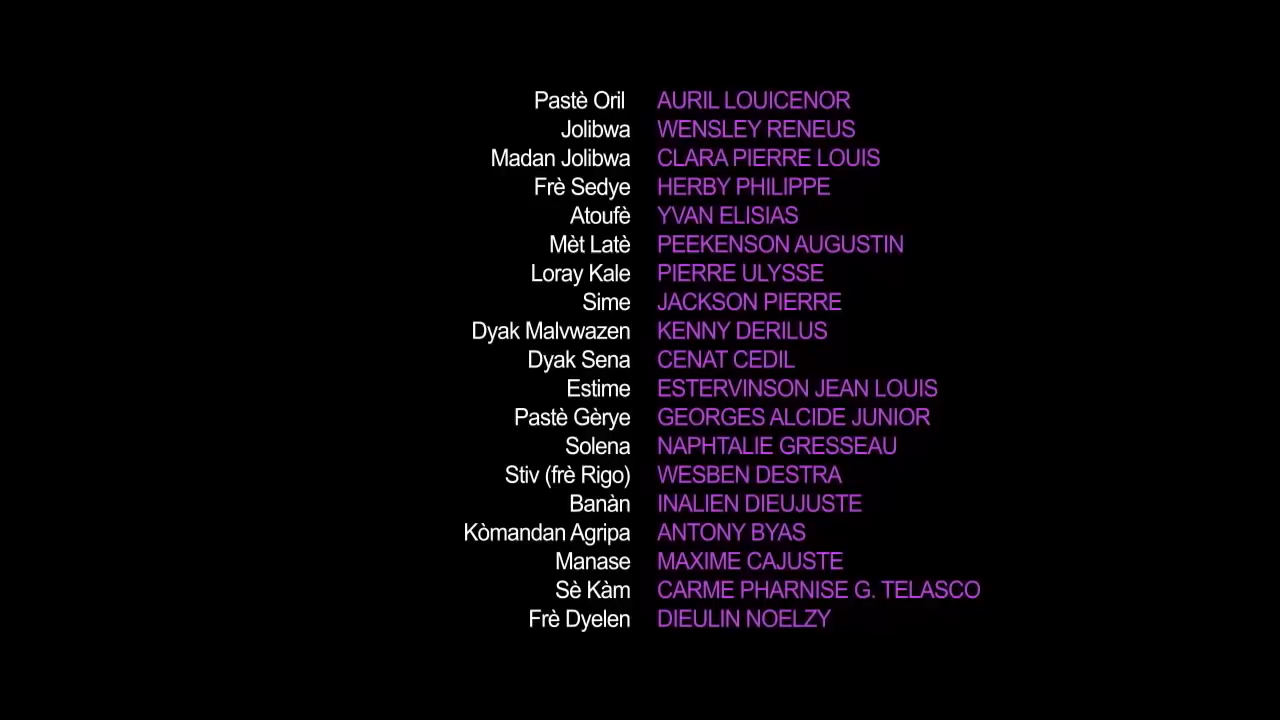 Pastè Oril AURIL LOUICENOR
Jolibwa WENSLEY RENEUS
Madan Jolibwa CLARA PIERRE LOUIS
Frè Sedye HERBY PHILIPPE
Atoufè YVAN ELISIAS
Mèt Latè PEEKENSON AUGUSTIN
Loray Kale PIERRE ULYSSE
Sime JACKSON PIERRE
Dyak Malvwazen KENNY DERILUS
Dyak Sena CENAT CEDIL
Estime ESTERVINSON JEAN LOUIS
Pastè Gèrye GEORGES ALCIDE JUNIOR
Solena NAPHTALIE GRESSEAU
Stiv (frè Rigo) WESBEN DESTRA
Banàn INALIEN DIEUJUSTE
Kòmandan Agripa ANTONY BYAS
Manase MAXIME CAJUSTE
Sè Kàm CARME PHARNISE G. TELASCO
Frè Dyelen DIEULIN NOELZY